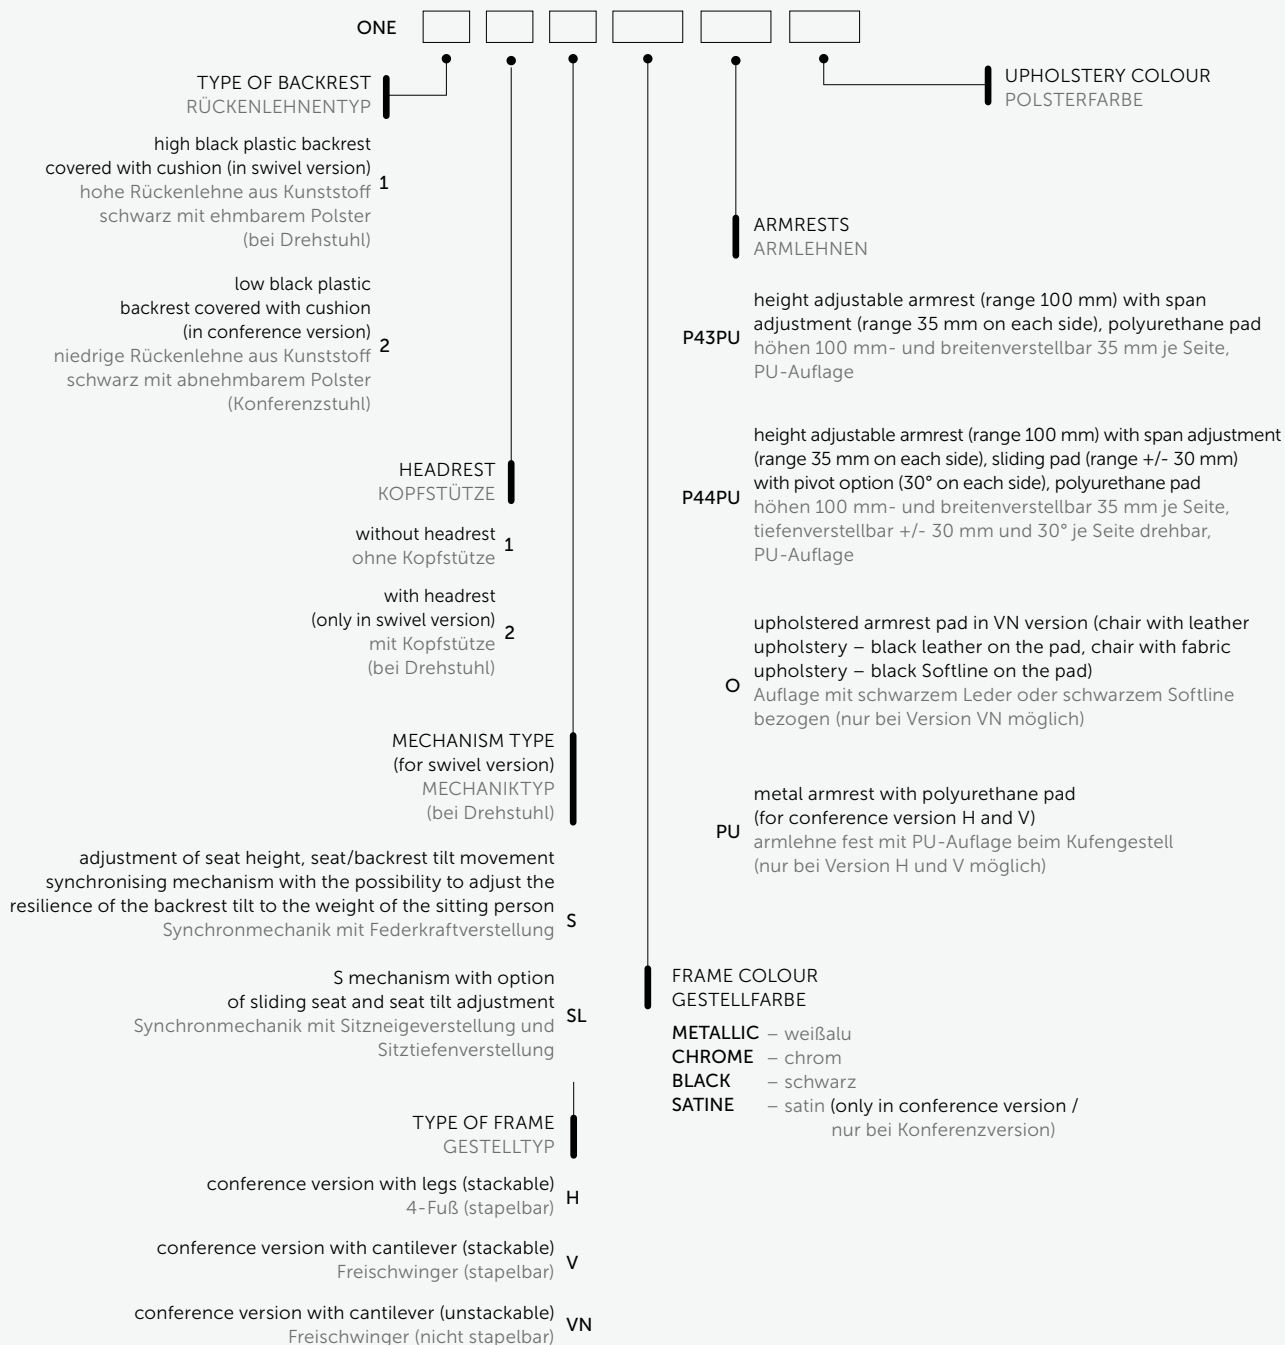 ONE
TYPE OF BACKREST
RÜCKENLEHNENTYP
high black plastic backrest
covered with cushion (in swivel version)
1
hohe Rückenlehne aus Kunststoff
schwarz mit ehmbarem Polster
(bei Drehstuhl)
low black plastic
backrest covered with cushion
(in conference version)
2
niedrige Rückenlehne aus Kunststoff
schwarz mit abnehmbarem Polster
(Konferenzstuhl)
HEADREST
KOPFSTÜTZE
without headrest
1
ohne Kopfstütze
with headrest
(only in swivel version)
2
mit Kopfstütze
(bei Drehstuhl)
MECHANISM TYPE
(for swivel version)
MECHANIKTYP
(bei Drehstuhl)
adjustment of seat height, seat/backrest tilt movement
synchronising mechanism with the possibility to adjust the
resilience of the backrest tilt to the weight of the sitting person
S
Synchronmechanik mit Federkraftverstellung
S mechanism with option
of sliding seat and seat tilt adjustment
SL
Synchronmechanik mit Sitzneigeverstellung und
Sitztiefenverstellung
TYPE OF FRAME
GESTELLTYP
conference version with legs (stackable)
H
4-Fuß (stapelbar)
conference version with cantilever (stackable)
V
Freischwinger (stapelbar)
conference version with cantilever (unstackable)
VN
Freischwinger (nicht stapelbar)
UPHOLSTERY COLOUR
POLSTERFARBE
ARMRESTS
ARMLEHNEN
height adjustable armrest (range 100 mm) with span
adjustment (range 35 mm on each side), polyurethane pad
P43PU
höhen 100 mm- und breitenverstellbar 35 mm je Seite,
PU-Auflage
height adjustable armrest (range 100 mm) with span adjustment
(range 35 mm on each side), sliding pad (range +/- 30 mm)
with pivot option (30° on each side), polyurethane pad
P44PU
höhen 100 mm- und breitenverstellbar 35 mm je Seite,
tiefenverstellbar +/- 30 mm und 30° je Seite drehbar,
PU-Auflage
upholstered armrest pad in VN version (chair with leather
upholstery – black leather on the pad, chair with fabric
upholstery – black Softline on the pad)
O
Auflage mit schwarzem Leder oder schwarzem Softline
bezogen (nur bei Version VN möglich)
metal armrest with polyurethane pad
(for conference version H and V)
PU
armlehne fest mit PU-Auflage beim Kufengestell
(nur bei Version H und V möglich)
FRAME COLOUR
GESTELLFARBE
METALLIC – weißalu
CHROME – chrom
BLACK – schwarz
SATINE – satin (only in conference version /
nur bei Konferenzversion)